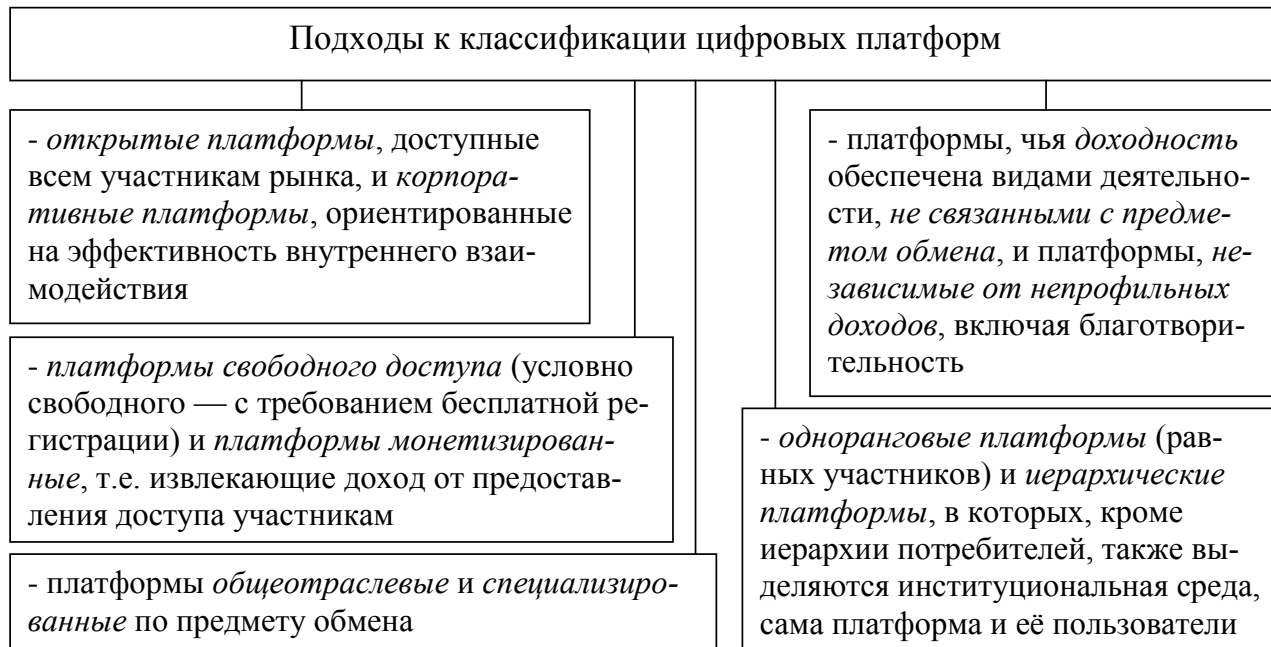 Подходы к классификации цифровых платформ
- открытые платформы, доступные
всем участникам рынка, и корпора-
тивные платформы, ориентированные
на эффективность внутреннего взаи-
модействия
- платформы свободного доступа (условно
свободного — с требованием бесплатной ре-
гистрации) и платформы монетизирован-
ные, т.е. извлекающие доход от предостав-
ления доступа участникам
- платформы общеотраслевые и специализиро-
ванные по предмету обмена
- платформы, чья доходность
обеспечена видами деятельно-
сти, не связанными с предме-
том обмена, и платформы, не-
зависимые от непрофильных
доходов, включая благотвори-
тельность
- одноранговые платформы (рав-
ных участников) и иерархические
платформы, в которых, кроме
иерархии потребителей, также вы-
деляются институциональная среда,
сама платформа и её пользователи